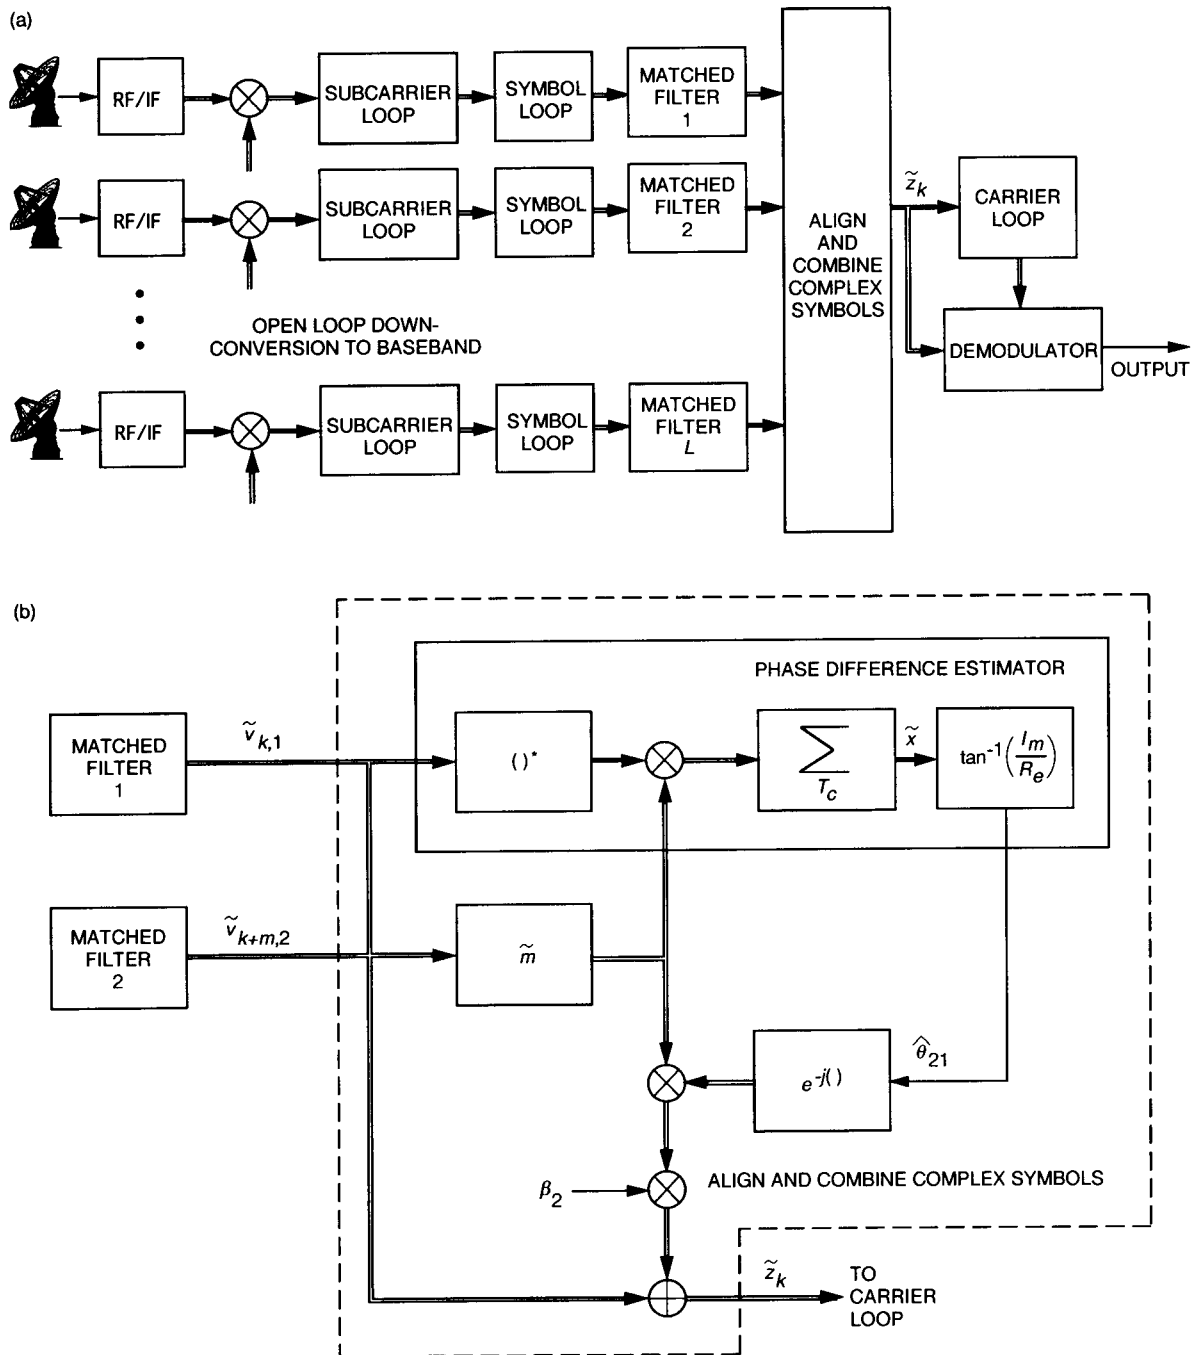 (a)
RF/IF
SUBCARRIER
LOOP
SYMBOL
LOOP
MATCHED
FILTER
1
RF/IF
SUBCARRIER
LOOP
SYMBOL
LOOP
MATCHED
FILTER
2
OPEN LOOP DOWN-
CONVERSION TO BASEBAND
RF/IF
SUBCARRIER
LOOP
SYMBOL
LOOP
MATCHED
FILTER
L
ALIGN
AND
COMBINE
COMPLEX
SYMBOLS
z̃k
CARRIER
LOOP
DEMODULATOR
OUTPUT
(b)
PHASE DIFFERENCE ESTIMATOR
MATCHED
FILTER
1
ṽk,1
( )*
∑
Tc
x̃
tan-1(Im/Re)
MATCHED
FILTER
2
ṽk+m,2
m̃
e-j( )
θ̂21
β2
ALIGN AND COMBINE COMPLEX SYMBOLS
z̃k
TO
CARRIER
LOOP